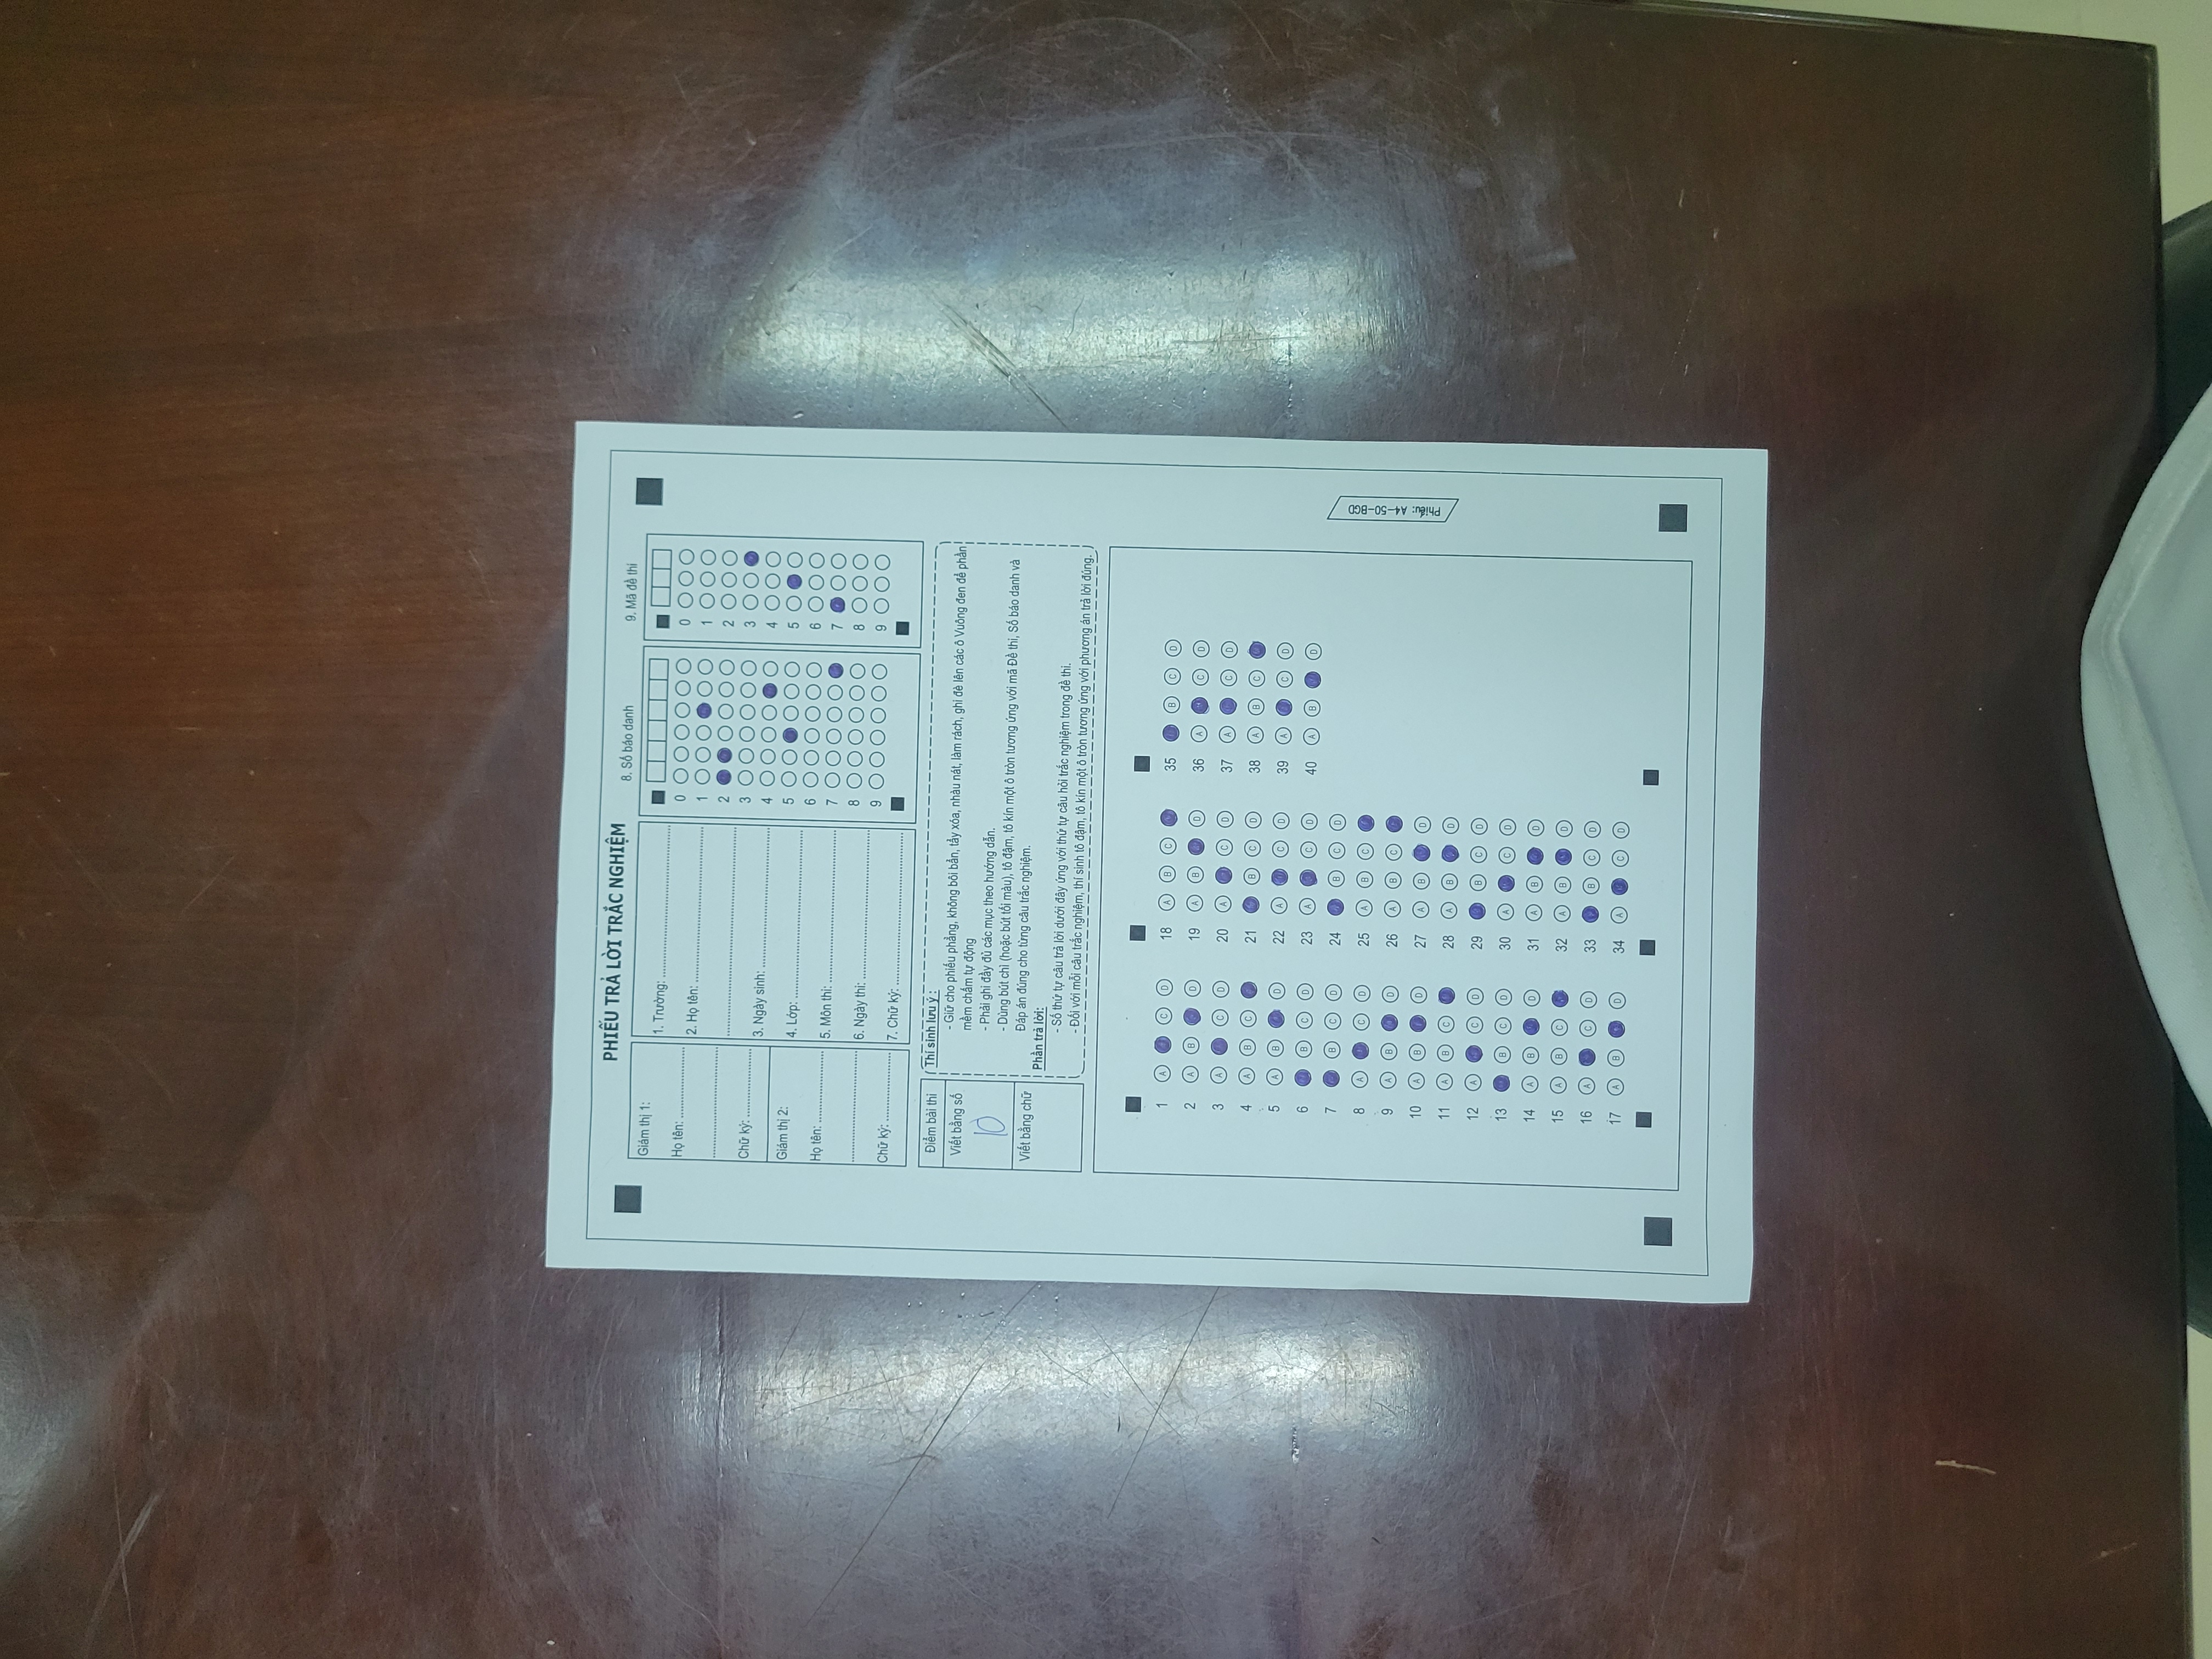 PHIẾU TRẢ LỜI TRẮC NGHIỆM
Giám thị 1:
Họ tên: ....................
....................
Chữ ký: ....................
Giám thị 2:
Họ tên: ....................
....................
Chữ ký: ....................
1. Trường: ....................
2. Họ tên: ....................
....................
3. Ngày sinh: ....................
4. Lớp: ....................
5. Môn thi: ....................
6. Ngày thi: ....................
7. Chữ ký: ....................
8. Số báo danh
0
1
2
3
4
5
6
7
8
9
9. Mã đề thi
0
1
2
3
4
5
6
7
8
9
Điểm bài thi
Viết bằng số
10
Viết bằng chữ
Thí sinh lưu ý :
- Giữ cho phiếu phẳng, không bôi bẩn, tẩy xóa, nhàu nát, làm rách, ghi đè lên các ô Vuông đen để phần
mềm chấm tự động
- Phải ghi đầy đủ các mục theo hướng dẫn.
- Dùng bút chì (hoặc bút tối màu), tô đậm, tô kín một ô tròn tương ứng với mã Đề thi, Số báo danh và
Đáp án đúng cho từng câu trắc nghiệm.
Phần trả lời:
- Số thứ tự câu trả lời dưới đây ứng với thứ tự câu hỏi trắc nghiệm trong đề thi.
- Đối với mỗi câu trắc nghiệm, thí sinh tô đậm, tô kín một ô tròn tương ứng với phương án trả lời đúng.
1 A C D
2 A B D
3 A C D
4 A B C
5 A B D
6 B C D
7 B C D
8 A C D
9 A B D
10 A B D
11 A B C
12 A C D
13 B C D
14 A B D
15 A B C
16 A C D
17 A B D
18 A B C
19 A B D
20 A C D
21 B C D
22 A C D
23 A C D
24 B C D
25 A B C
26 A B C
27 A B D
28 A B D
29 B C D
30 A C D
31 A B D
32 A B D
33 B C D
34 A C D
35 B C D
36 A C D
37 A C D
38 A B C
39 A C D
40 A B D
Phiếu: A4-50-BGD